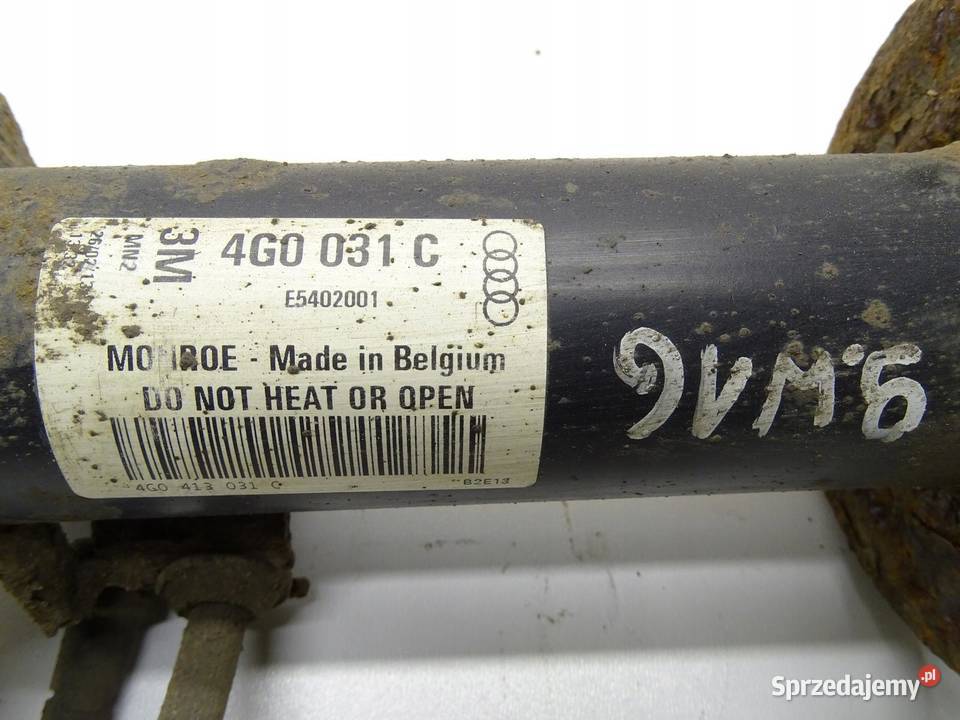 3M
MN2
4G0 031 C
E5402001
MONROE - Made in Belgium
DO NOT HEAT OR OPEN
4G0 413 031 C
B2E13
Sprzedajemy.pl